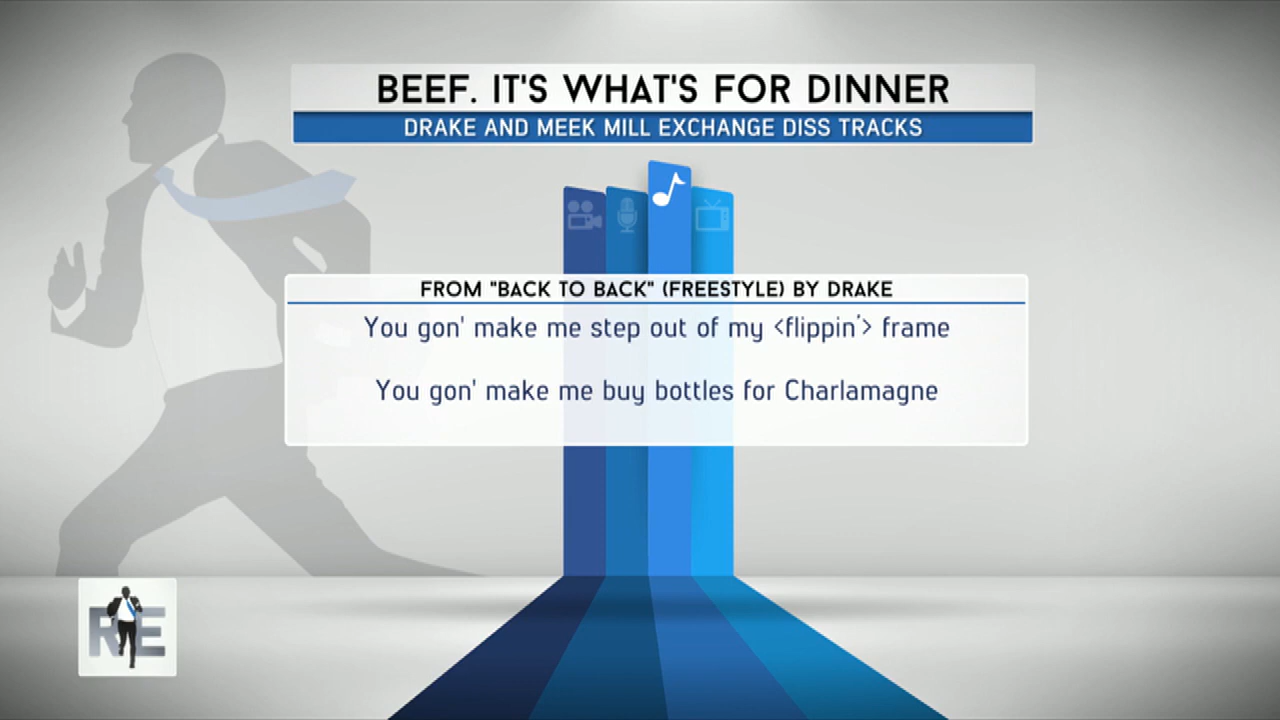 BEEF. IT'S WHAT'S FOR DINNER
DRAKE AND MEEK MILL EXCHANGE DISS TRACKS
FROM "BACK TO BACK" (FREESTYLE) BY DRAKE
You gon' make me step out of my <flippin'> frame
You gon' make me buy bottles for Charlamagne
RE